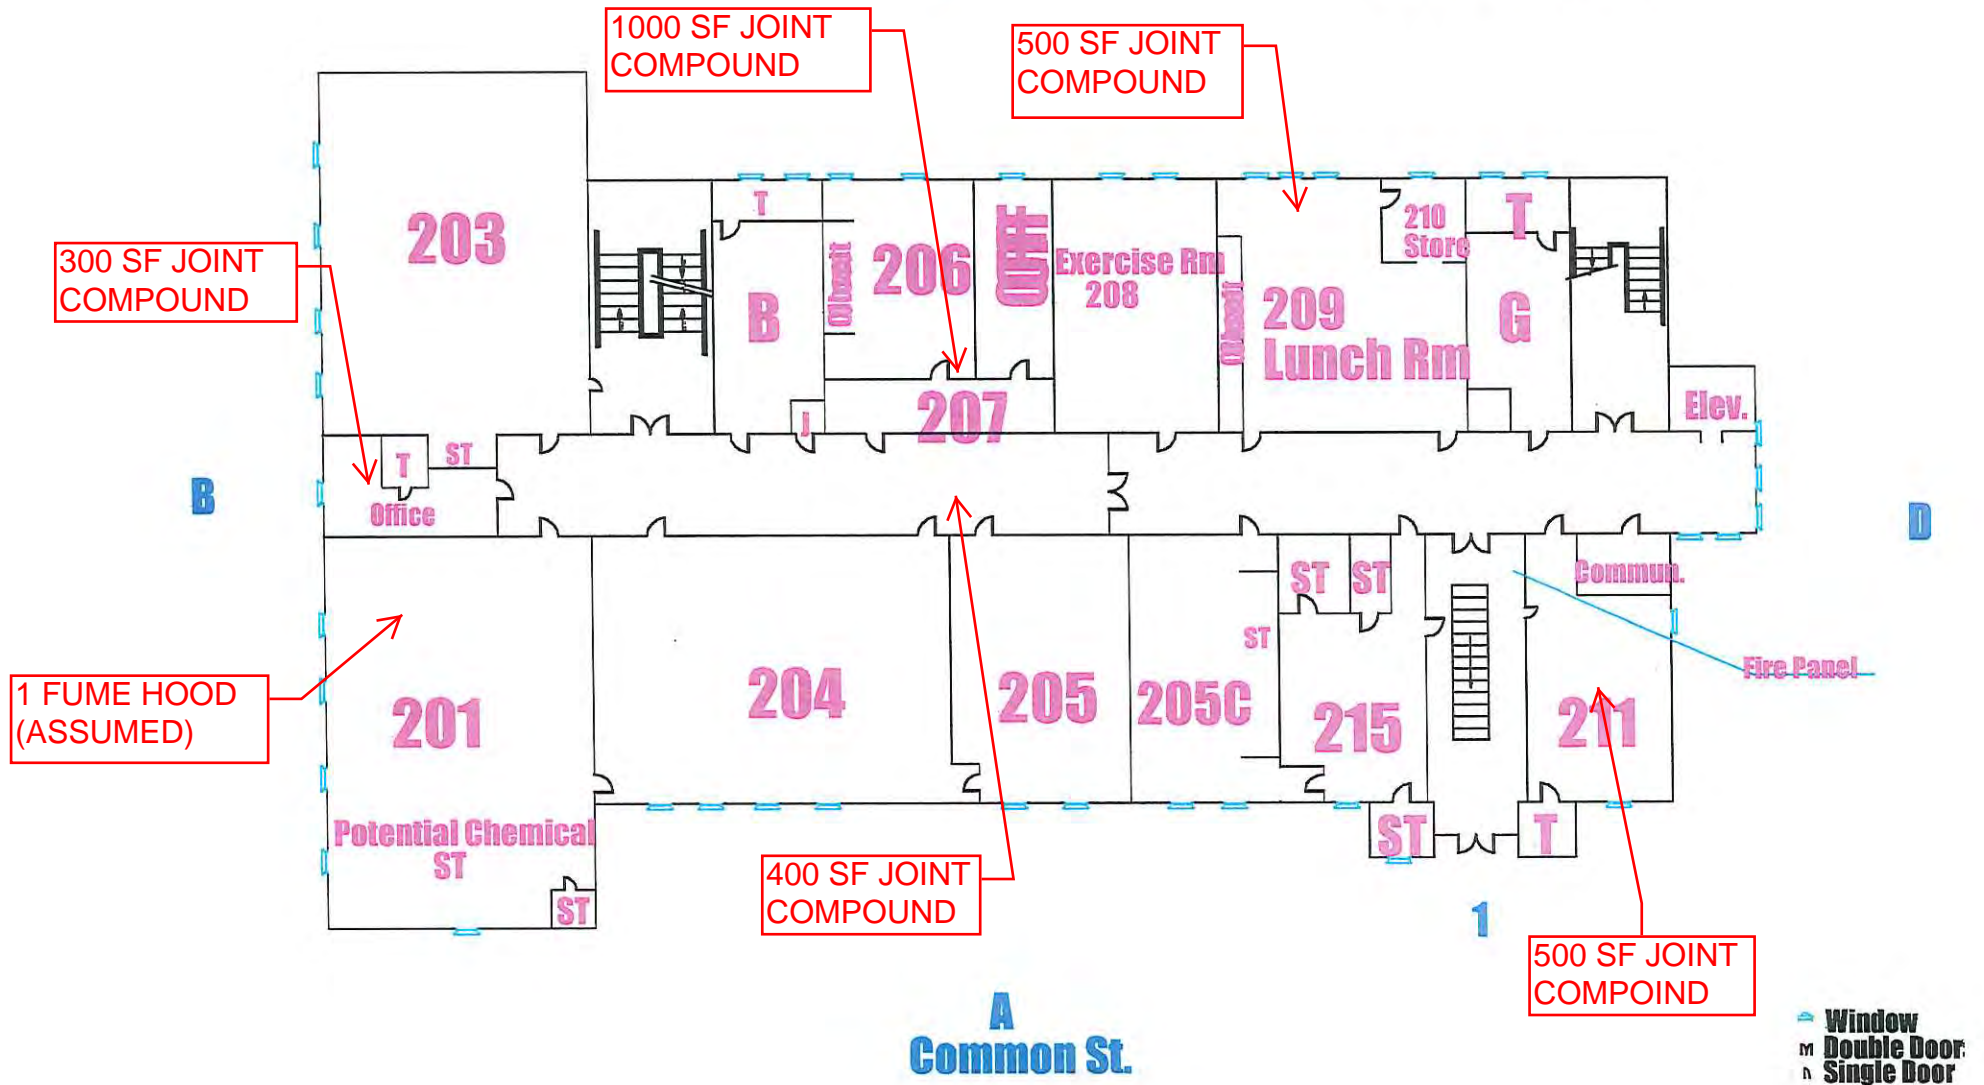 1000 SF JOINT
COMPOUND
500 SF JOINT
COMPOUND
203
T
206
OFF
Exercise Rm
208
210
Store
T
300 SF JOINT
COMPOUND
B
Closet
209
Lunch Rm
Closet
G
207
J
Elev.
T
ST
Office
B
D
ST
ST
Commun.
ST
Fire Panel
1 FUME HOOD
(ASSUMED)
201
204
205
205C
215
211
Potential Chemical
ST
ST
ST
T
400 SF JOINT
COMPOUND
1
500 SF JOINT
COMPOIND
A
Common St.
Window
Double Door
Single Door